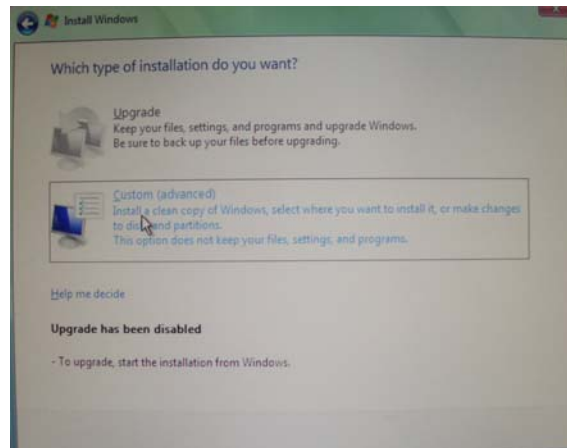 Install Windows
Which type of installation do you want?
Upgrade
Keep your files, settings, and programs and upgrade Windows.
Be sure to back up your files before upgrading.
Custom (advanced)
Install a clean copy of Windows, select where you want to install it, or make changes
to disks and partitions.
This option does not keep your files, settings, and programs.
Help me decide
Upgrade has been disabled
- To upgrade, start the installation from Windows.